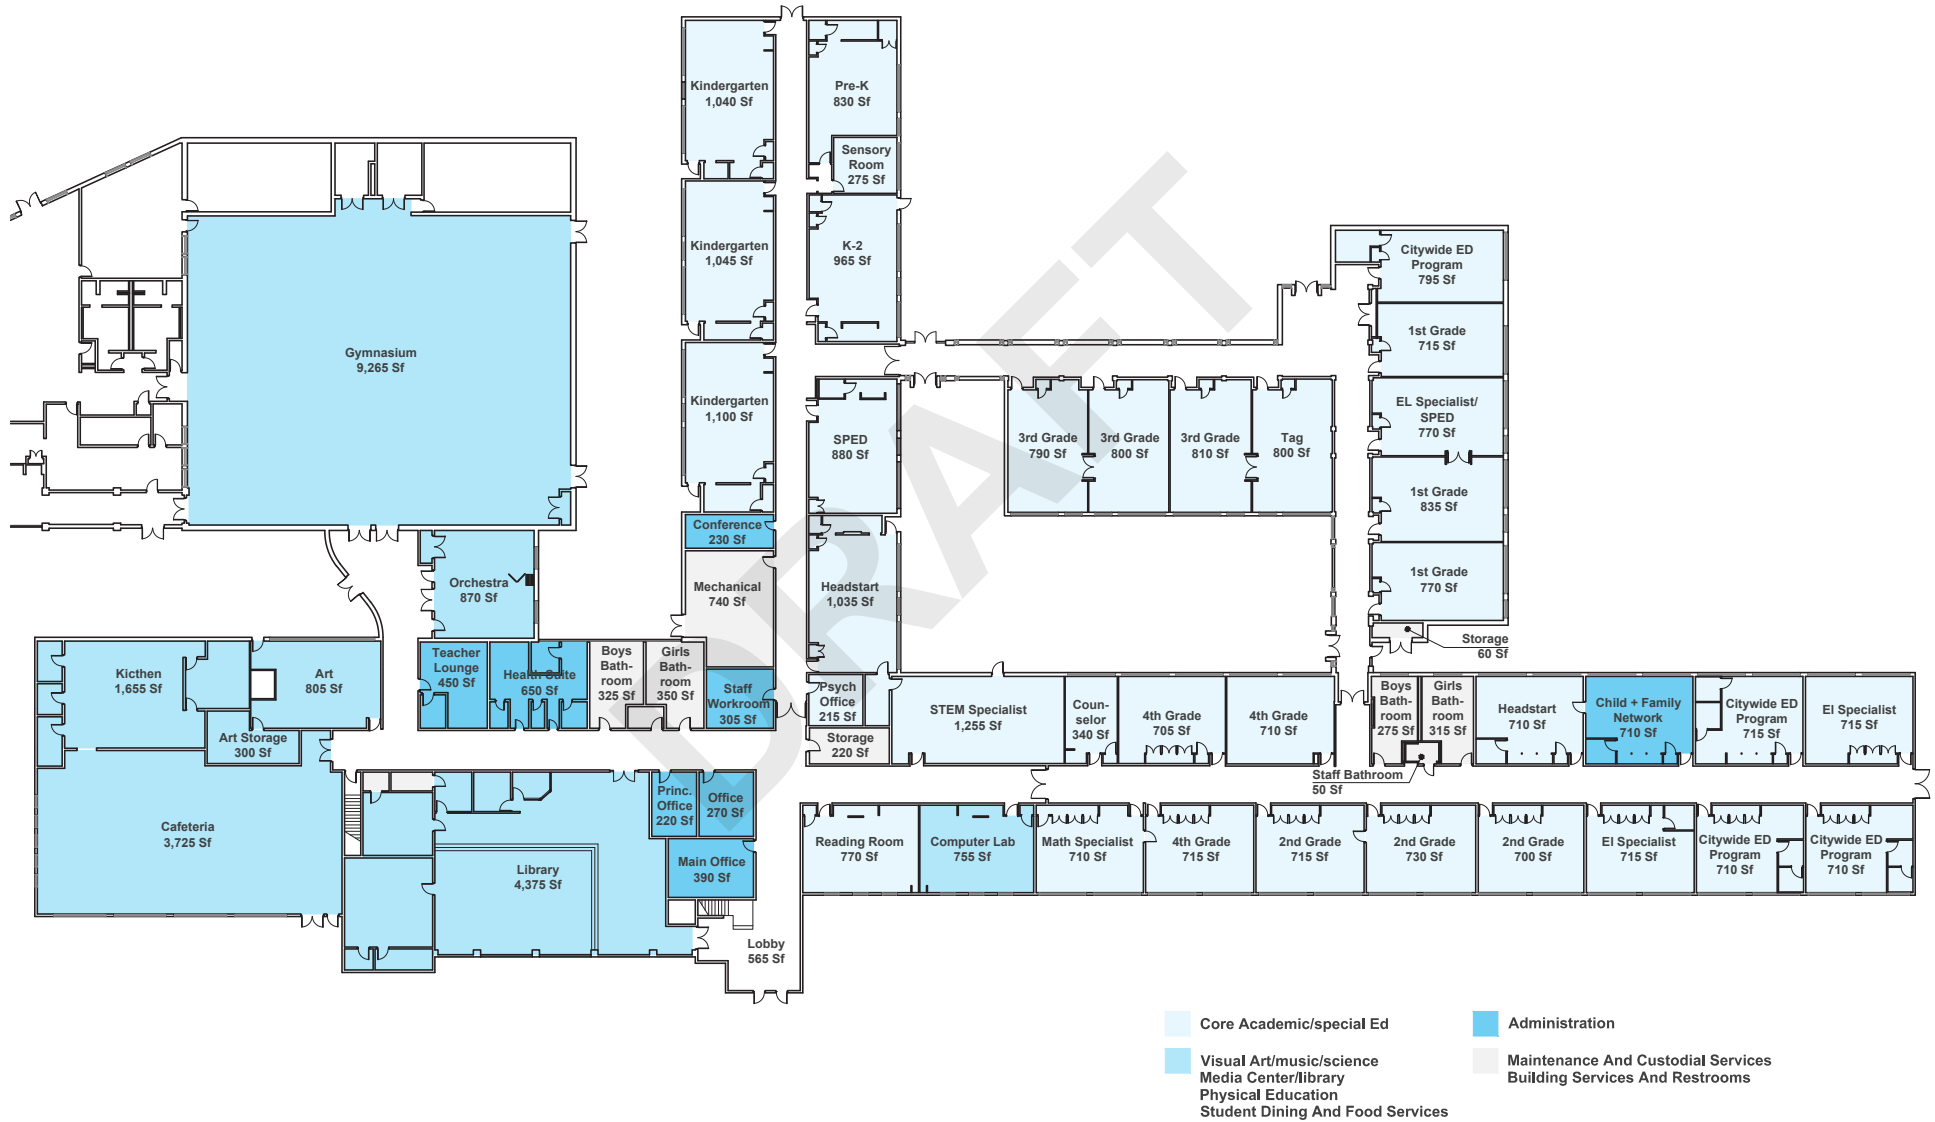 Kindergarten
1,040 Sf
Pre-K
830 Sf
Sensory
Room
275 Sf
Kindergarten
1,045 Sf
K-2
965 Sf
Citywide ED
Program
795 Sf
1st Grade
715 Sf
Gymnasium
9,265 Sf
Kindergarten
1,100 Sf
SPED
880 Sf
3rd Grade
790 Sf
3rd Grade
800 Sf
3rd Grade
810 Sf
Tag
800 Sf
EL Specialist/
SPED
770 Sf
1st Grade
835 Sf
Conference
230 Sf
Orchestra
870 Sf
Mechanical
740 Sf
Headstart
1,035 Sf
1st Grade
770 Sf
Storage
60 Sf
Kicthen
1,655 Sf
Art
805 Sf
Teacher
Lounge
450 Sf
Health Suite
650 Sf
Boys
Bath-
room
325 Sf
Girls
Bath-
room
350 Sf
Staff
Workroom
305 Sf
Psych
Office
215 Sf
Storage
220 Sf
STEM Specialist
1,255 Sf
Coun-
selor
340 Sf
4th Grade
705 Sf
4th Grade
710 Sf
Boys
Bath-
room
275 Sf
Girls
Bath-
room
315 Sf
Headstart
710 Sf
Child + Family
Network
710 Sf
Citywide ED
Program
715 Sf
EI Specialist
715 Sf
Art Storage
300 Sf
Staff Bathroom
50 Sf
Cafeteria
3,725 Sf
Library
4,375 Sf
Princ.
Office
220 Sf
Office
270 Sf
Main Office
390 Sf
Lobby
565 Sf
Reading Room
770 Sf
Computer Lab
755 Sf
Math Specialist
710 Sf
4th Grade
715 Sf
2nd Grade
715 Sf
2nd Grade
730 Sf
2nd Grade
700 Sf
EI Specialist
715 Sf
Citywide ED
Program
710 Sf
Citywide ED
Program
710 Sf
DRAFT
Core Academic/special Ed
Visual Art/music/science
Media Center/library
Physical Education
Student Dining And Food Services
Administration
Maintenance And Custodial Services
Building Services And Restrooms